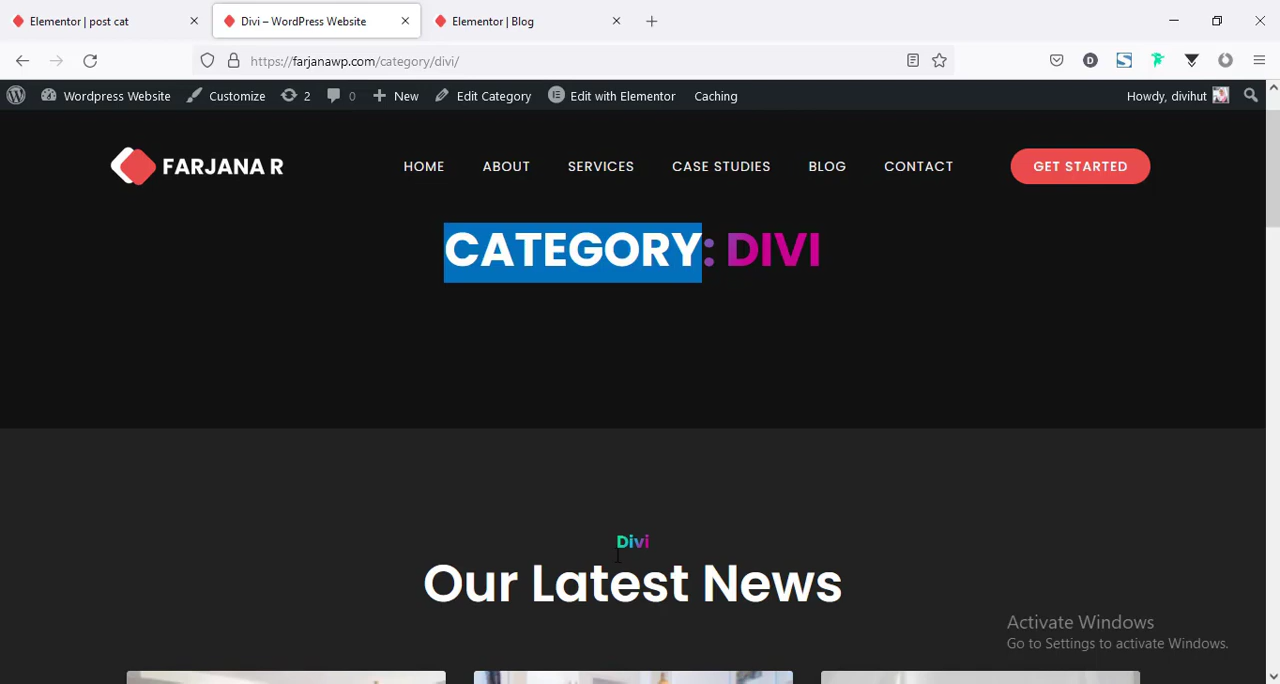 Elementor | post cat
Divi – WordPress Website
Elementor | Blog
https://farjanawp.com/category/divi/
Wordpress Website
Customize
2
0
New
Edit Category
Edit with Elementor
Caching
Howdy, divihut
FARJANA R
HOME
ABOUT
SERVICES
CASE STUDIES
BLOG
CONTACT
GET STARTED
CATEGORY: DIVI
Divi
Our Latest News
Activate Windows
Go to Settings to activate Windows.